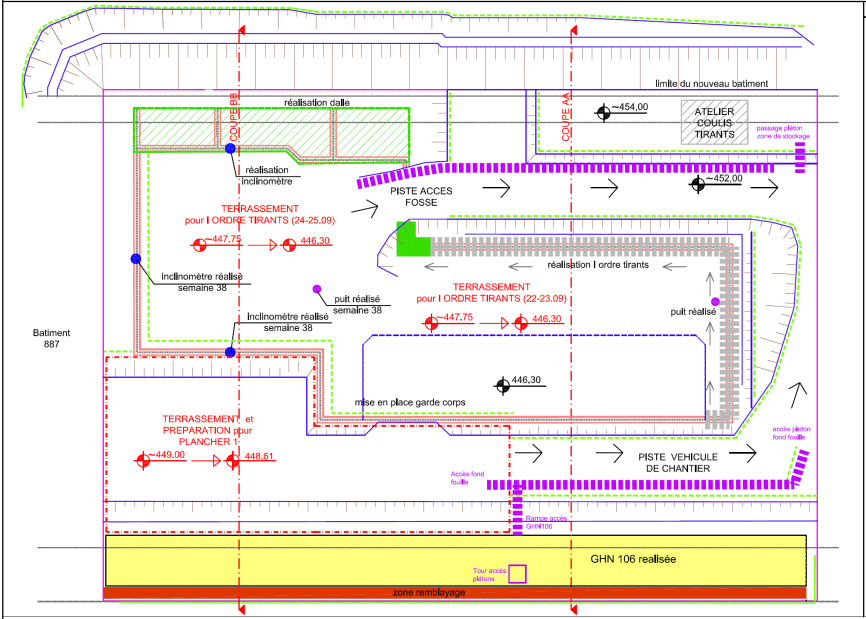 limite du nouveau batiment
réalisation dalle
COUPE BB
COUPE AA
~454,00
ATELIER
COULIS
TIRANTS
passage pléton
zone de stockage
réalisation
inclinomètre
PISTE ACCES
FOSSE
~452,00
TERRASSEMENT
pour I ORDRE TIRANTS (24-25.09)
~447.75
446.30
réalisation I ordre tirants
inclinomètre réalisé
semaine 38
puit réalisé
semaine 38
TERRASSEMENT
pour I ORDRE TIRANTS (22-23.09)
~447.75
446.30
puit réalisé
inclinomètre réalisé
semaine 38
Batiment
887
446.30
mise en place garde corps
TERRASSEMENT et
PREPARATION pour
PLANCHER 1
~449.00
448.61
accès pieton
fond fouille
PISTE VEHICULE
DE CHANTIER
Accès fond
fouille
Rampe accès
GHN106
GHN 106 realisée
Tour accès
plétons
zone remblayage